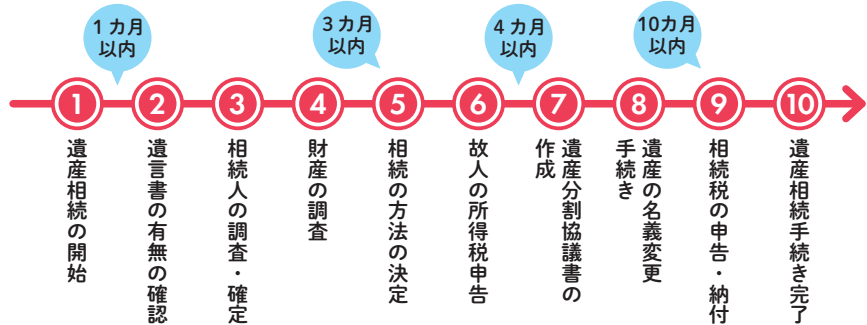 1カ月
以内
3カ月
以内
4カ月
以内
10カ月
以内
1
遺産相続の開始
2
遺言書の有無の確認
3
相続人の調査・確定
4
財産の調査
5
相続の方法の決定
6
故人の所得税申告
7
遺産分割協議書の
作成
8
遺産の名義変更
手続き
9
相続税の申告・納付
10
遺産相続手続き完了